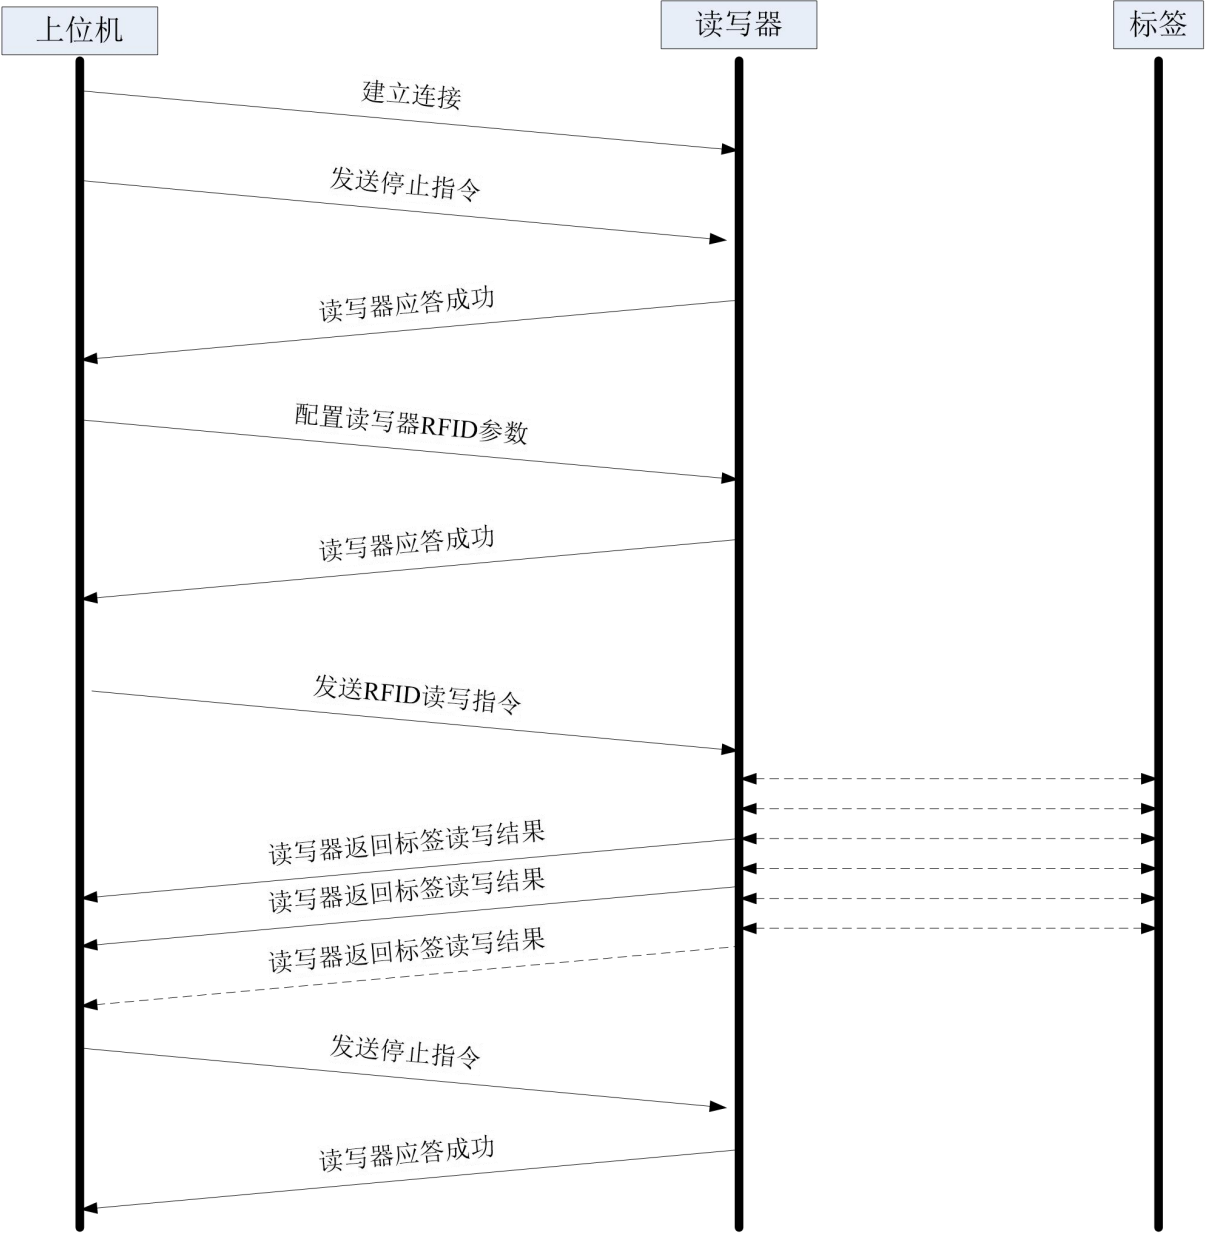 上位机
读写器
标签
建立连接
发送停止指令
读写器应答成功
配置读写器RFID参数
读写器应答成功
发送RFID读写指令
读写器返回标签读写结果
读写器返回标签读写结果
读写器返回标签读写结果
发送停止指令
读写器应答成功